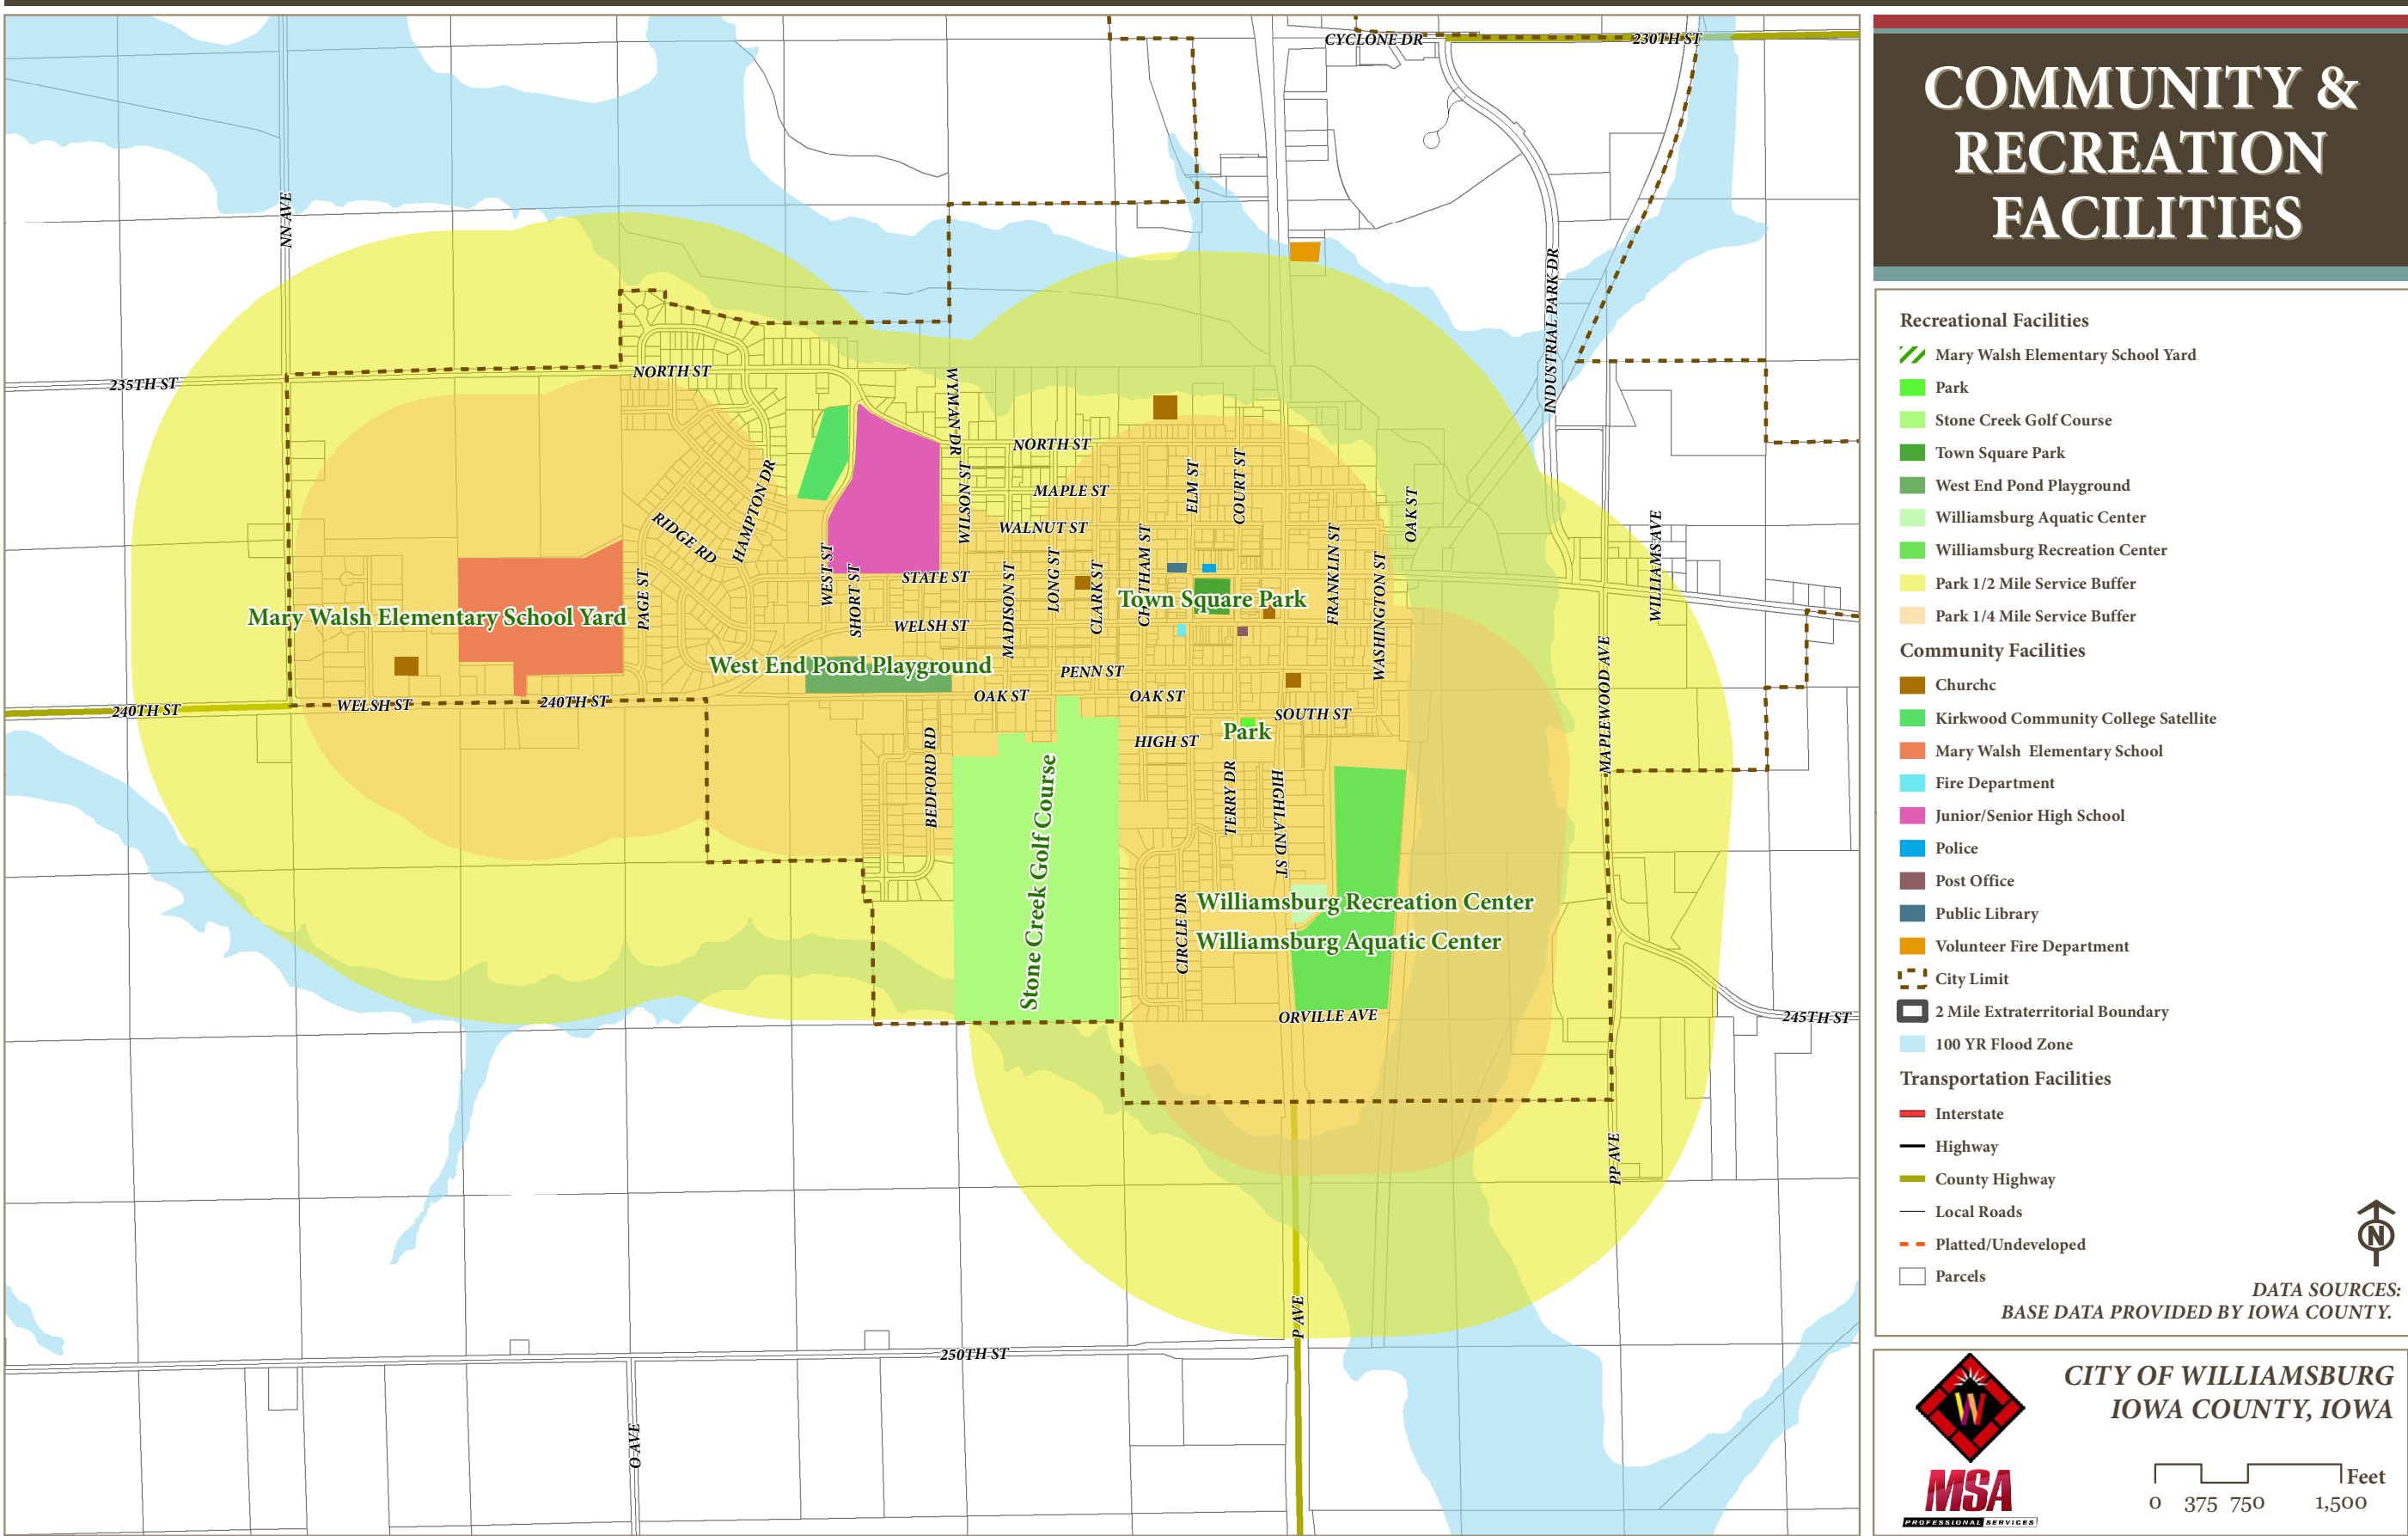 COMMUNITY &
RECREATION
FACILITIES
Recreational Facilities
Mary Walsh Elementary School Yard
Park
Stone Creek Golf Course
Town Square Park
West End Pond Playground
Williamsburg Aquatic Center
Williamsburg Recreation Center
Park 1/2 Mile Service Buffer
Park 1/4 Mile Service Buffer
Community Facilities
Churchc
Kirkwood Community College Satellite
Mary Walsh  Elementary School
Fire Department
Junior/Senior High School
Police
Post Office
Public Library
Volunteer Fire Department
City Limit
2 Mile Extraterritorial Boundary
100 YR Flood Zone
Transportation Facilities
Interstate
Highway
County Highway
Local Roads
Platted/Undeveloped
Parcels
N
DATA SOURCES:
BASE DATA PROVIDED BY IOWA COUNTY.
CITY OF WILLIAMSBURG
IOWA COUNTY, IOWA
W
MSA
PROFESSIONAL SERVICES
Feet
0 375 750 1,500
CYCLONE DR
230TH ST
NN AVE
INDUSTRIAL PARK DR
235TH ST
NORTH ST
WYMAN DR
NORTH ST
MAPLE ST
ELM ST
COURT ST
OAK ST
WILSON ST
HAMPTON DR
RIDGE RD
WALNUT ST
CHATHAM ST
FRANKLIN ST
WASHINGTON ST
WILLIAMS AVE
WEST ST
SHORT ST
STATE ST
MADISON ST
LONG ST
CLARK ST
PAGE ST
Mary Walsh Elementary School Yard
Town Square Park
WELSH ST
West End Pond Playground
PENN ST
OAK ST
OAK ST
MAPLEWOOD AVE
240TH ST
WELSH ST
240TH ST
SOUTH ST
Park
HIGH ST
BEDFORD RD
Stone Creek Golf Course
TERRY DR
HIGHLAND ST
CIRCLE DR
Williamsburg Recreation Center
Williamsburg Aquatic Center
ORVILLE AVE
245TH ST
PP AVE
P AVE
250TH ST
O AVE